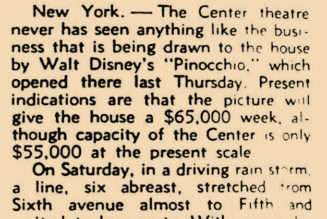 New York. — The Center theatre
never has seen anything like the busi-
ness that is being drawn to the house
by Walt Disney's "Pinocchio," which
opened there last Thursday. Present
indications are that the picture will
give the house a $65,000 week, al-
though capacity of the Center is only
$55,000 at the present scale
On Saturday, in a driving rain storm,
a line, six abreast, stretched from
Sixth avenue almost to Fifth and